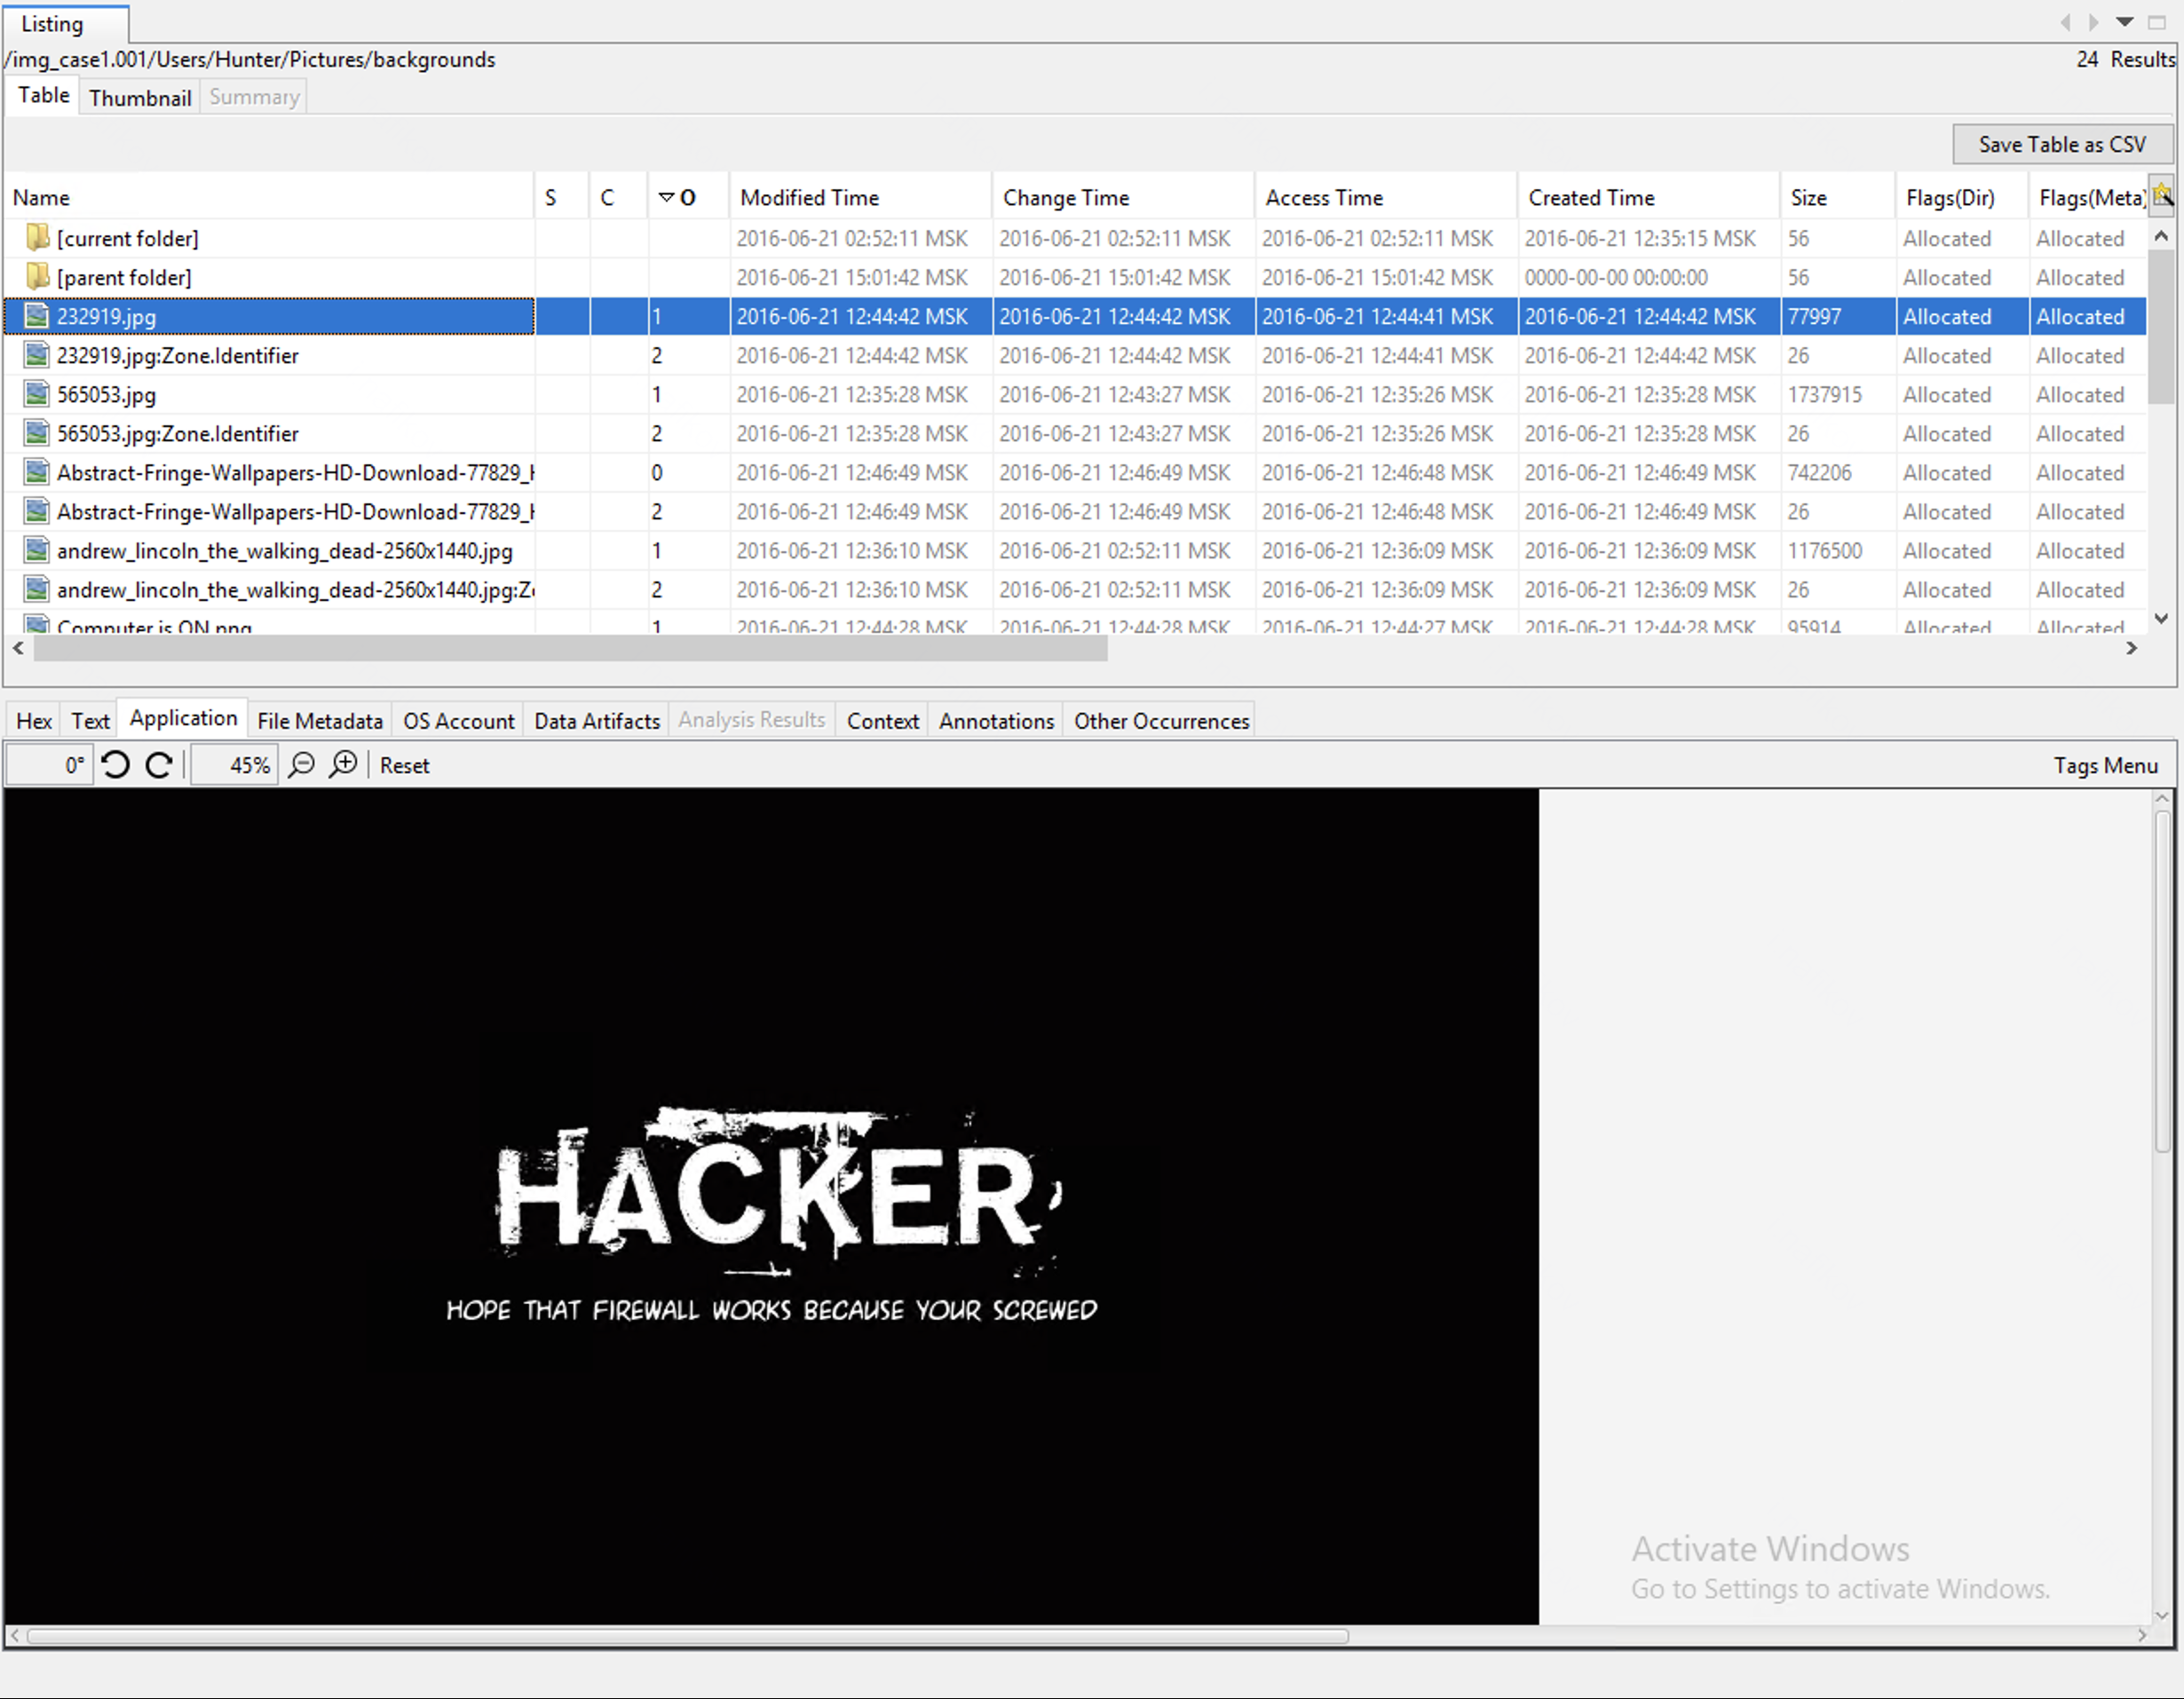 Listing
/img_case1.001/Users/Hunter/Pictures/backgrounds 24 Results
Table Thumbnail Summary
Save Table as CSV
Name S C O Modified Time Change Time Access Time Created Time Size Flags(Dir) Flags(Meta)
[current folder] 2016-06-21 02:52:11 MSK 2016-06-21 02:52:11 MSK 2016-06-21 02:52:11 MSK 2016-06-21 12:35:15 MSK 56 Allocated Allocated
[parent folder] 2016-06-21 15:01:42 MSK 2016-06-21 15:01:42 MSK 2016-06-21 15:01:42 MSK 0000-00-00 00:00:00 56 Allocated Allocated
232919.jpg 1 2016-06-21 12:44:42 MSK 2016-06-21 12:44:42 MSK 2016-06-21 12:44:41 MSK 2016-06-21 12:44:42 MSK 77997 Allocated Allocated
232919.jpg:Zone.Identifier 2 2016-06-21 12:44:42 MSK 2016-06-21 12:44:42 MSK 2016-06-21 12:44:41 MSK 2016-06-21 12:44:42 MSK 26 Allocated Allocated
565053.jpg 1 2016-06-21 12:35:28 MSK 2016-06-21 12:43:27 MSK 2016-06-21 12:35:26 MSK 2016-06-21 12:35:28 MSK 1737915 Allocated Allocated
565053.jpg:Zone.Identifier 2 2016-06-21 12:35:28 MSK 2016-06-21 12:43:27 MSK 2016-06-21 12:35:26 MSK 2016-06-21 12:35:28 MSK 26 Allocated Allocated
Abstract-Fringe-Wallpapers-HD-Download-77829_H 0 2016-06-21 12:46:49 MSK 2016-06-21 12:46:49 MSK 2016-06-21 12:46:48 MSK 2016-06-21 12:46:49 MSK 742206 Allocated Allocated
Abstract-Fringe-Wallpapers-HD-Download-77829_H 2 2016-06-21 12:46:49 MSK 2016-06-21 12:46:49 MSK 2016-06-21 12:46:48 MSK 2016-06-21 12:46:49 MSK 26 Allocated Allocated
andrew_lincoln_the_walking_dead-2560x1440.jpg 1 2016-06-21 12:36:10 MSK 2016-06-21 02:52:11 MSK 2016-06-21 12:36:09 MSK 2016-06-21 12:36:09 MSK 1176500 Allocated Allocated
andrew_lincoln_the_walking_dead-2560x1440.jpg:Zo 2 2016-06-21 12:36:10 MSK 2016-06-21 02:52:11 MSK 2016-06-21 12:36:09 MSK 2016-06-21 12:36:09 MSK 26 Allocated Allocated
Computer is ON.png 1 2016-06-21 12:44:28 MSK 2016-06-21 12:44:28 MSK 2016-06-21 12:44:27 MSK 2016-06-21 12:44:28 MSK 95914 Allocated Allocated
Hex Text Application File Metadata OS Account Data Artifacts Analysis Results Context Annotations Other Occurrences
0° 45% Reset Tags Menu
HACKER
HOPE THAT FIREWALL WORKS BECAUSE YOUR SCREWED
Activate Windows
Go to Settings to activate Windows.